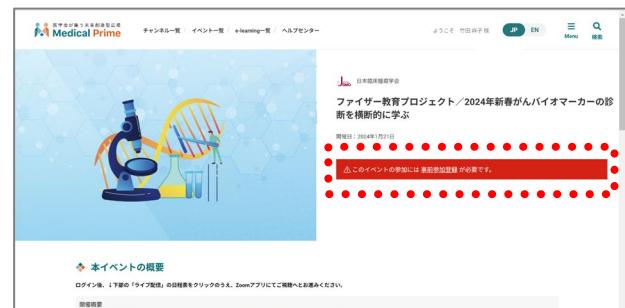 医学会が集う未来創造型広場
Medical Prime
チャンネル一覧 / イベント一覧 / e-learning一覧 / ヘルプセンター
ようこそ 竹田 祥子 様
JP EN
Menu
検索
日本臨床腫瘍学会
ファイザー教育プロジェクト／2024年新春がんバイオマーカーの診
断を横断的に学ぶ
開催日：2024年1月21日
このイベントの参加には 事前参加登録 が必要です。
本イベントの概要
ログイン後、↓下部の「ライブ配信」の日程表をクリックのうえ、Zoomアプリにてご視聴へとお進みください。
開催概要